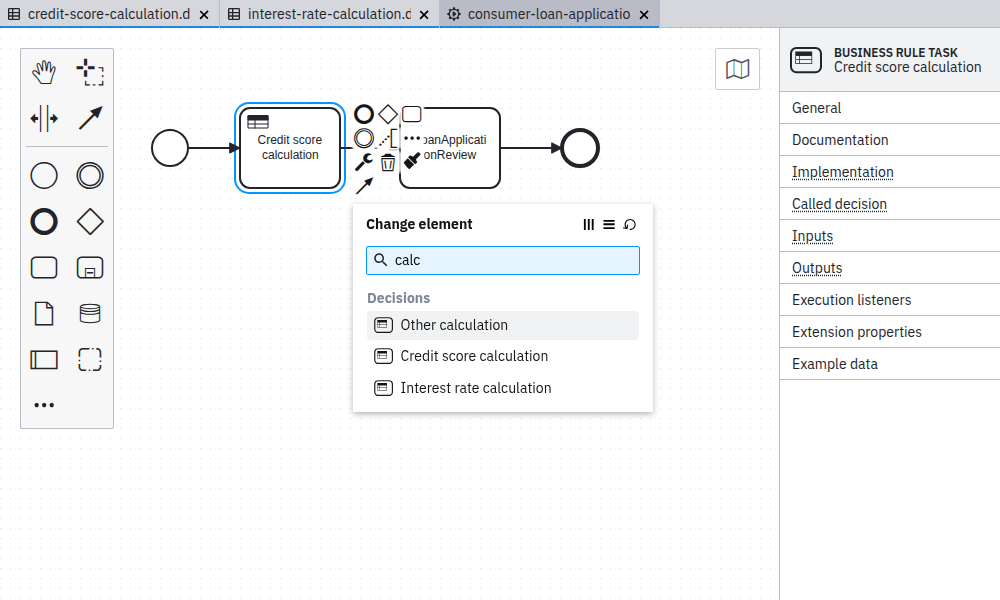 credit-score-calculation.d
interest-rate-calculation.d
consumer-loan-applicatio
BUSINESS RULE TASK
Credit score calculation
General
Documentation
Implementation
Called decision
Inputs
Outputs
Execution listeners
Extension properties
Example data
Credit score
calculation
oanApplicati
onReview
Change element
calc
Decisions
Other calculation
Credit score calculation
Interest rate calculation